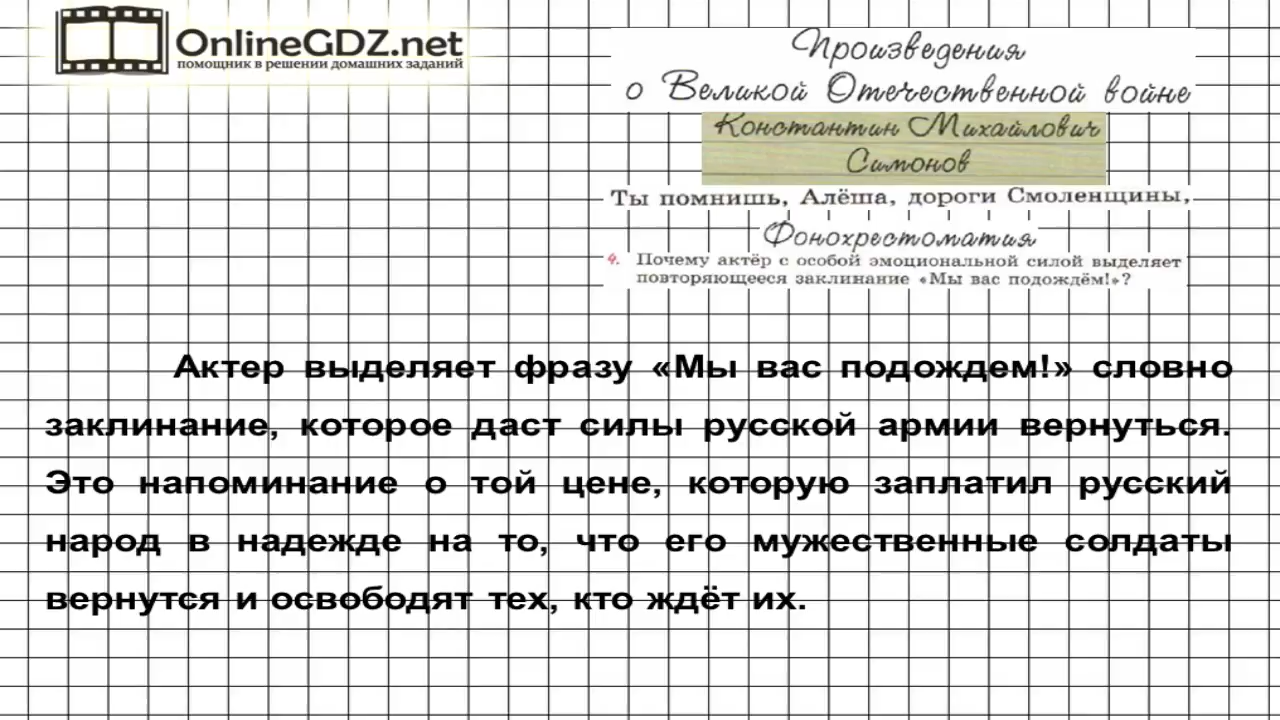 OnlineGDZ.net
помощник в решении домашних заданий
Произведения
о Великой Отечественной войне
Константин Михайлович
Симонов
Ты помнишь, Алёша, дороги Смоленщины,
Фонохрестоматия
4. Почему актёр с особой эмоциональной силой выделяет
повторяющееся заклинание «Мы вас подождём!»?
Актер выделяет фразу «Мы вас подождем!» словно
заклинание, которое даст силы русской армии вернуться.
Это напоминание о той цене, которую заплатил русский
народ в надежде на то, что его мужественные солдаты
вернутся и освободят тех, кто ждёт их.